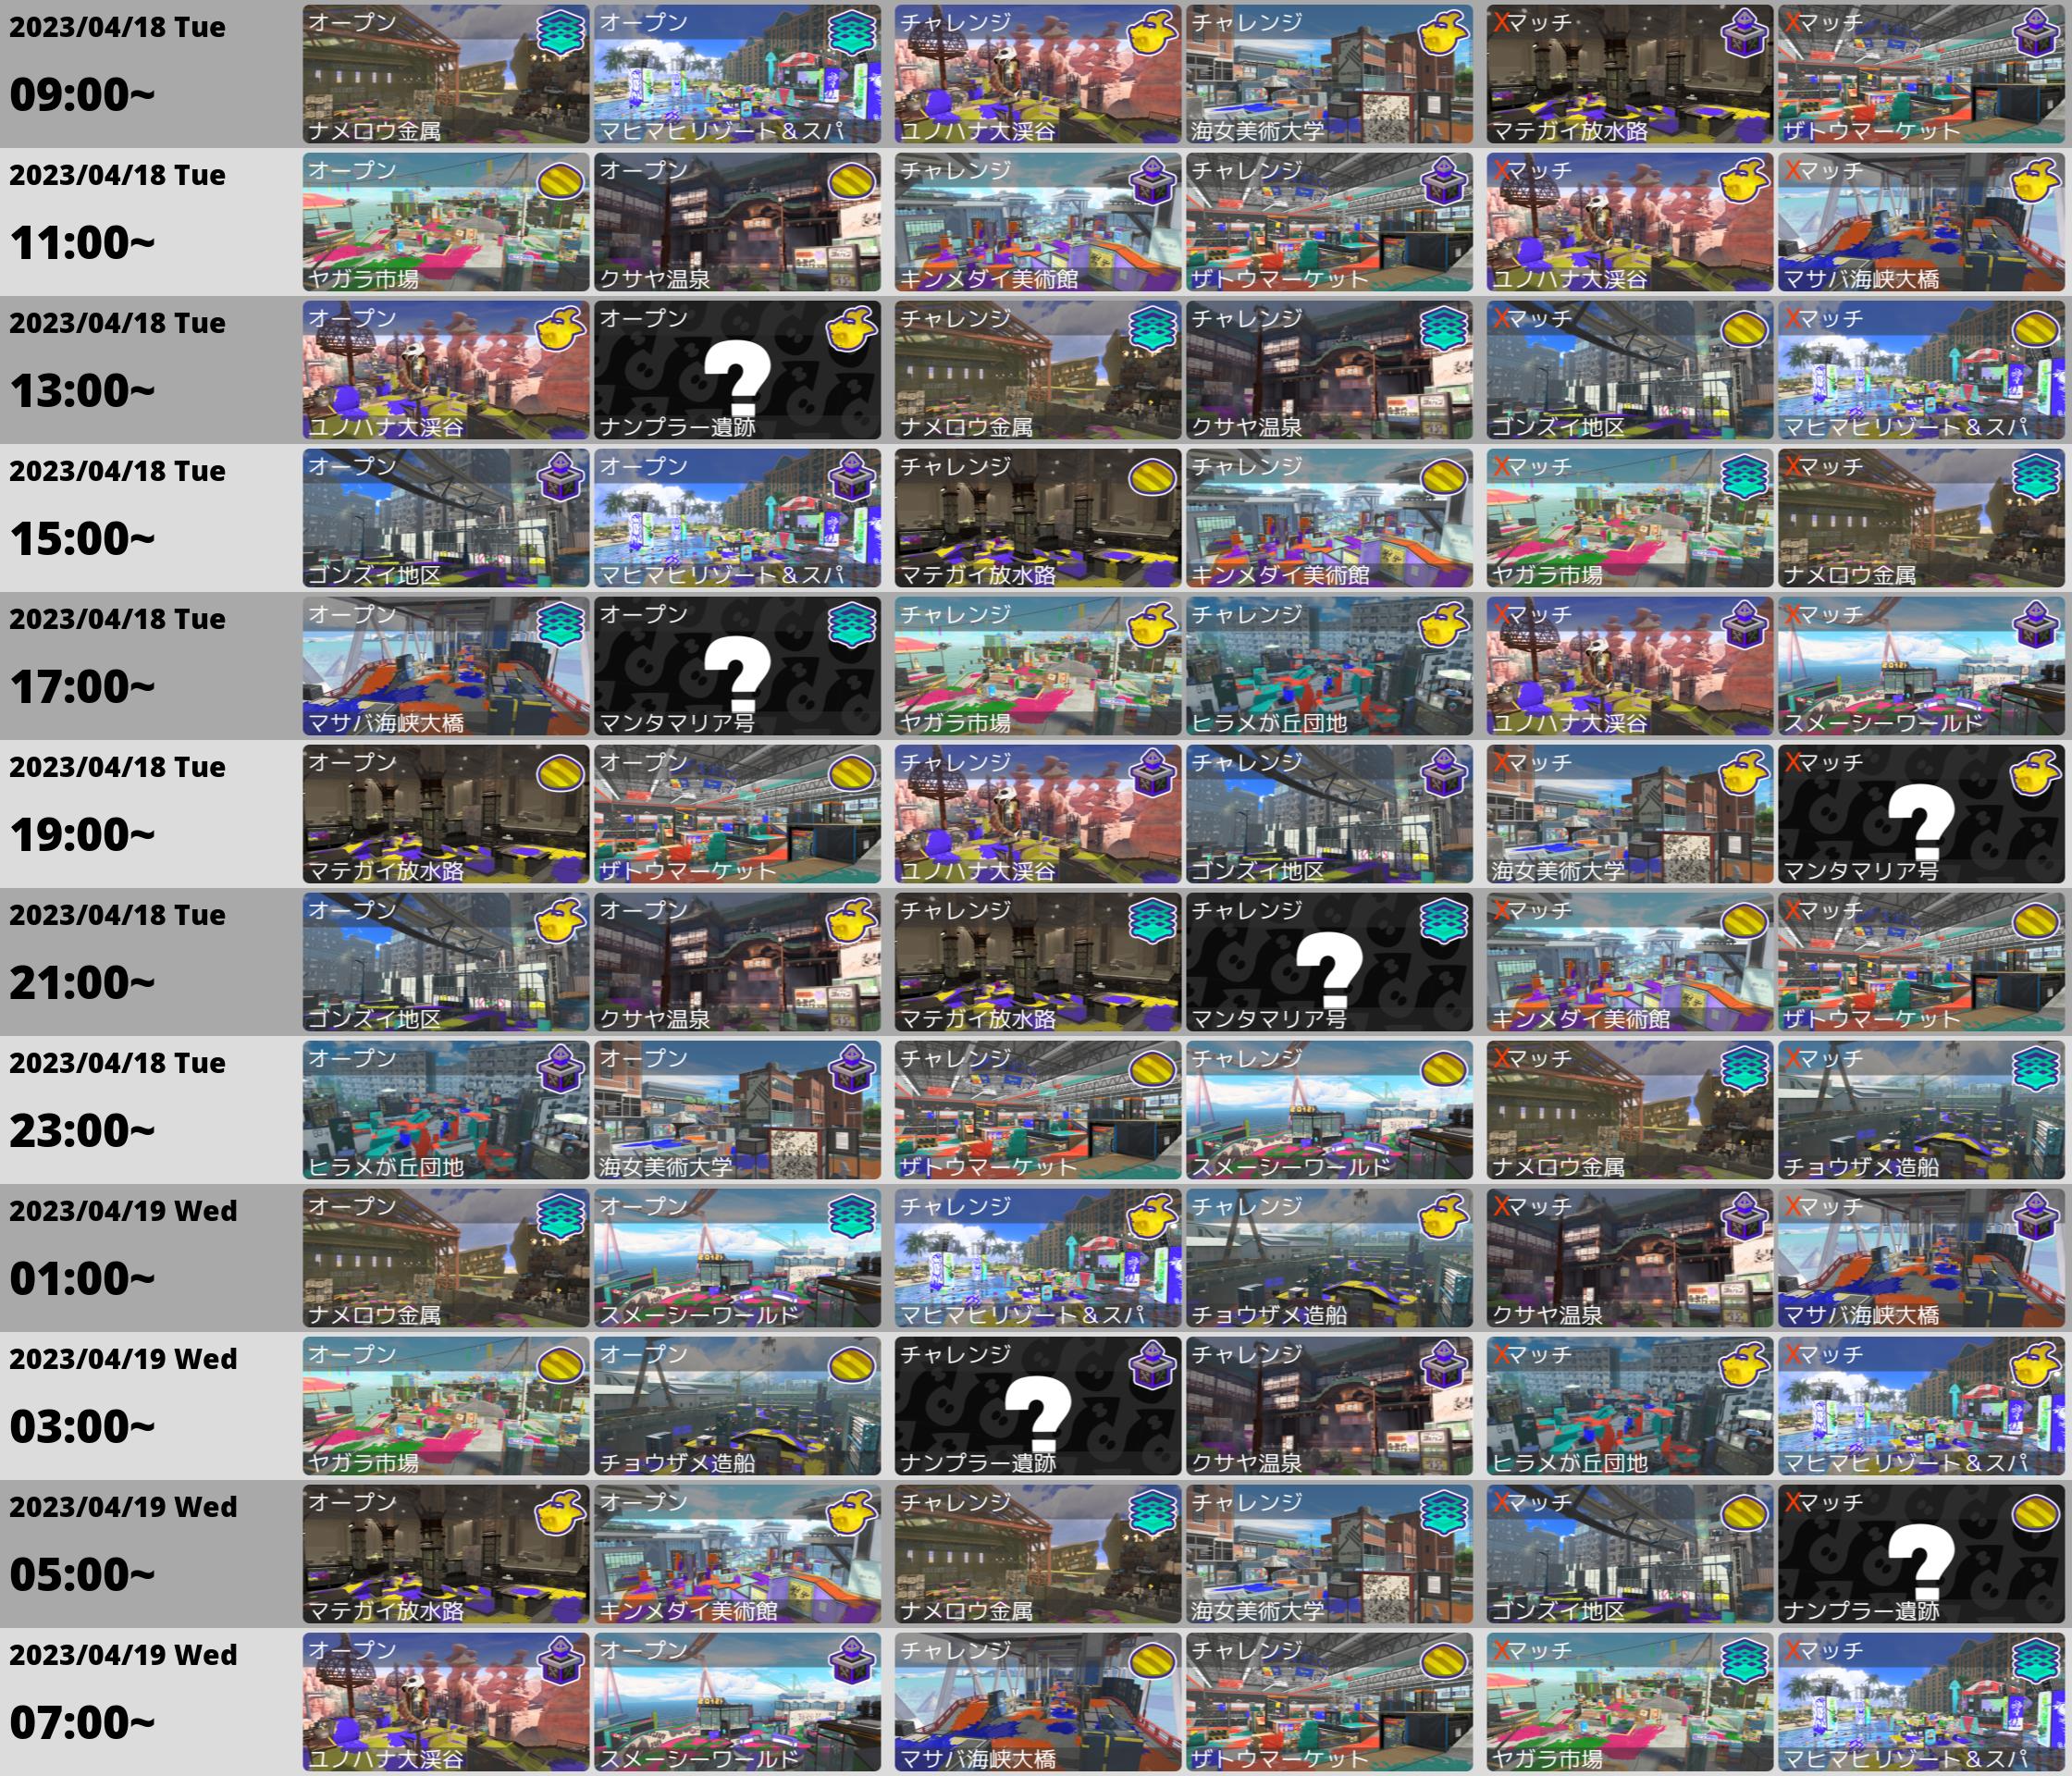 2023/04/18 Tue
09:00~
オープン オープン チャレンジ チャレンジ Xマッチ Xマッチ
ナメロウ金属 マヒマヒリゾート＆スパ ユノハナ大渓谷 海女美術大学 マテガイ放水路 ザトウマーケット
2023/04/18 Tue
11:00~
オープン オープン チャレンジ チャレンジ Xマッチ Xマッチ
ヤガラ市場 クサヤ温泉 キンメダイ美術館 ザトウマーケット ユノハナ大渓谷 マサバ海峡大橋
2023/04/18 Tue
13:00~
オープン オープン チャレンジ チャレンジ Xマッチ Xマッチ
ユノハナ大渓谷 ナンプラー遺跡 ナメロウ金属 クサヤ温泉 ゴンズイ地区 マヒマヒリゾート＆スパ
2023/04/18 Tue
15:00~
オープン オープン チャレンジ チャレンジ Xマッチ Xマッチ
ゴンズイ地区 マヒマヒリゾート＆スパ マテガイ放水路 キンメダイ美術館 ヤガラ市場 ナメロウ金属
2023/04/18 Tue
17:00~
オープン オープン チャレンジ チャレンジ Xマッチ Xマッチ
マサバ海峡大橋 マンタマリア号 ヤガラ市場 ヒラメが丘団地 ユノハナ大渓谷 スメーシーワールド
2023/04/18 Tue
19:00~
オープン オープン チャレンジ チャレンジ Xマッチ Xマッチ
マテガイ放水路 ザトウマーケット ユノハナ大渓谷 ゴンズイ地区 海女美術大学 マンタマリア号
2023/04/18 Tue
21:00~
オープン オープン チャレンジ チャレンジ Xマッチ Xマッチ
ゴンズイ地区 クサヤ温泉 マテガイ放水路 マンタマリア号 キンメダイ美術館 ザトウマーケット
2023/04/18 Tue
23:00~
オープン オープン チャレンジ チャレンジ Xマッチ Xマッチ
ヒラメが丘団地 海女美術大学 ザトウマーケット スメーシーワールド ナメロウ金属 チョウザメ造船
2023/04/19 Wed
01:00~
オープン オープン チャレンジ チャレンジ Xマッチ Xマッチ
ナメロウ金属 スメーシーワールド マヒマヒリゾート＆スパ チョウザメ造船 クサヤ温泉 マサバ海峡大橋
2023/04/19 Wed
03:00~
オープン オープン チャレンジ チャレンジ Xマッチ Xマッチ
ヤガラ市場 チョウザメ造船 ナンプラー遺跡 クサヤ温泉 ヒラメが丘団地 マヒマヒリゾート＆スパ
2023/04/19 Wed
05:00~
オープン オープン チャレンジ チャレンジ Xマッチ Xマッチ
マテガイ放水路 キンメダイ美術館 ナメロウ金属 海女美術大学 ゴンズイ地区 ナンプラー遺跡
2023/04/19 Wed
07:00~
オープン オープン チャレンジ チャレンジ Xマッチ Xマッチ
ユノハナ大渓谷 スメーシーワールド マサバ海峡大橋 ザトウマーケット ヤガラ市場 マヒマヒリゾート＆スパ